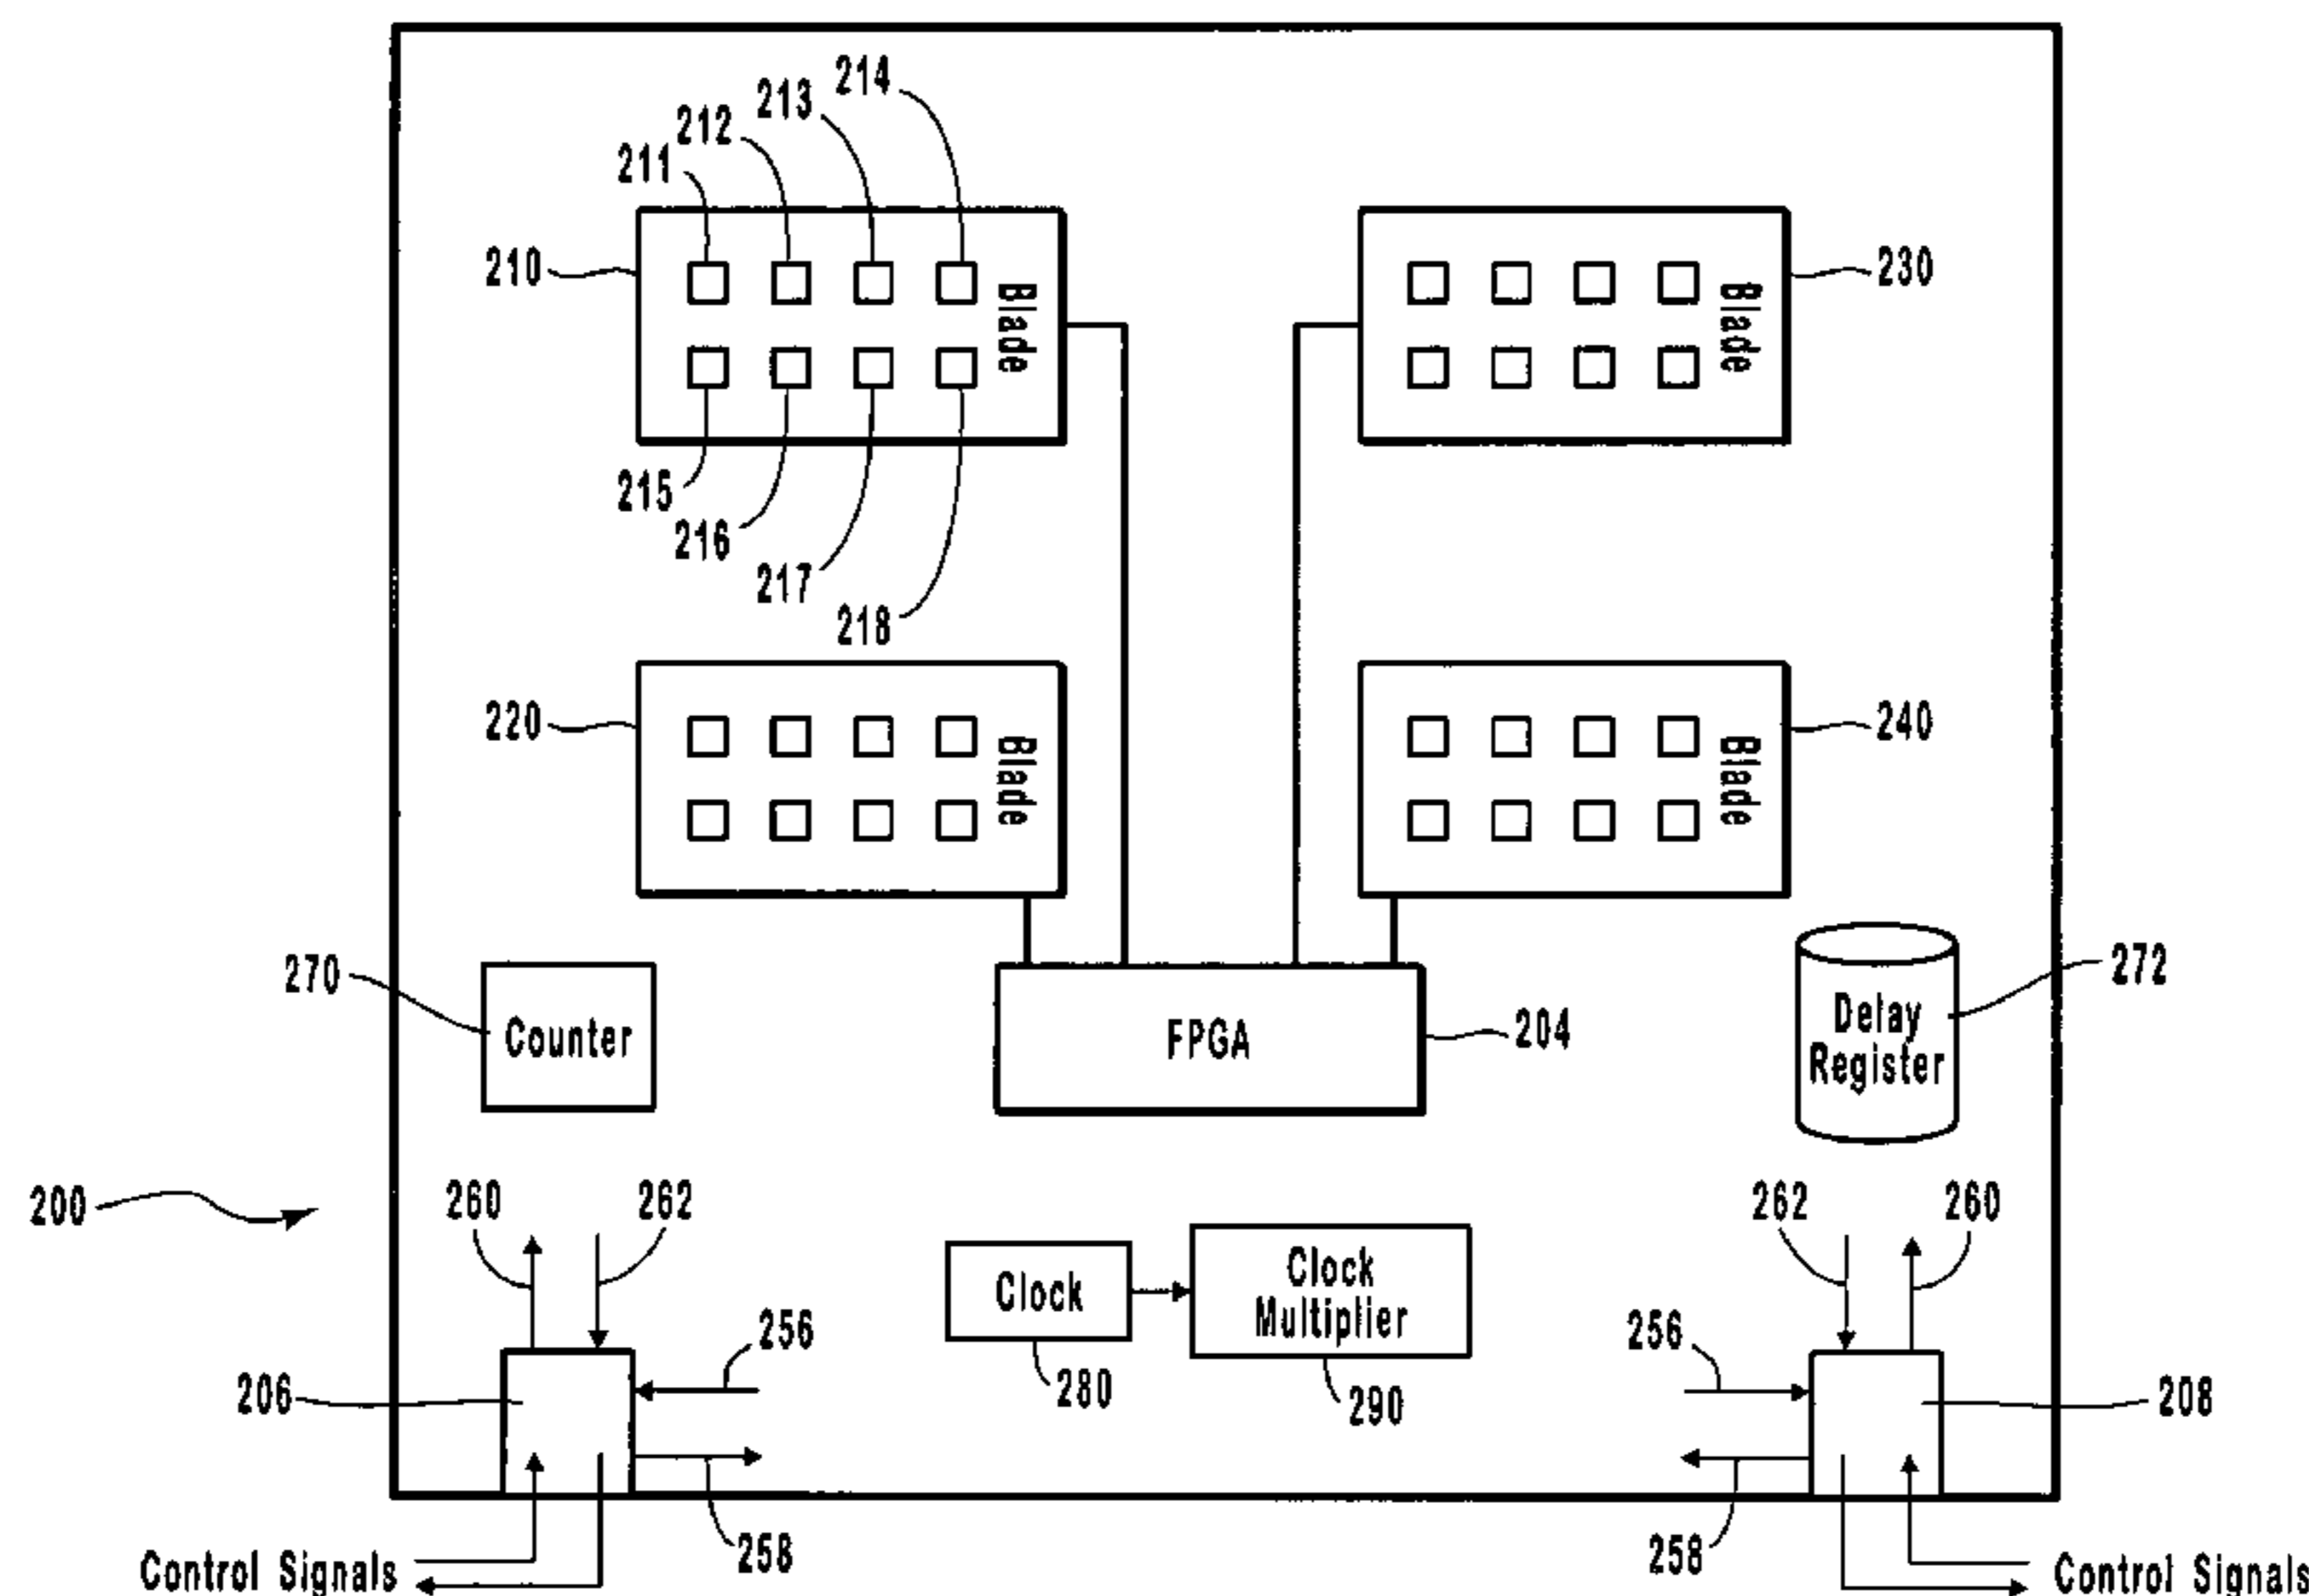 214
213
212
211
210
Blade
230
Blade
215
216
217
218
220
Blade
240
Blade
270
Counter
FPGA
204
Delay
Register
272
200
260
262
262
260
Clock
Clock
Multiplier
256
256
206
280
290
208
258
258
Control Signals
Control Signals